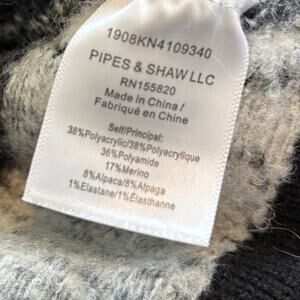 1908KN4109340
PIPES & SHAW LLC
RN155820
Made in China /
Fabriqué en Chine
Self/Principal:
38%Polyacrylic/38%Polyacrylique
36%Polyamide
17%Merino
8%Alpaca/8%Alpaga
1%Elastane/1%Élasthanne